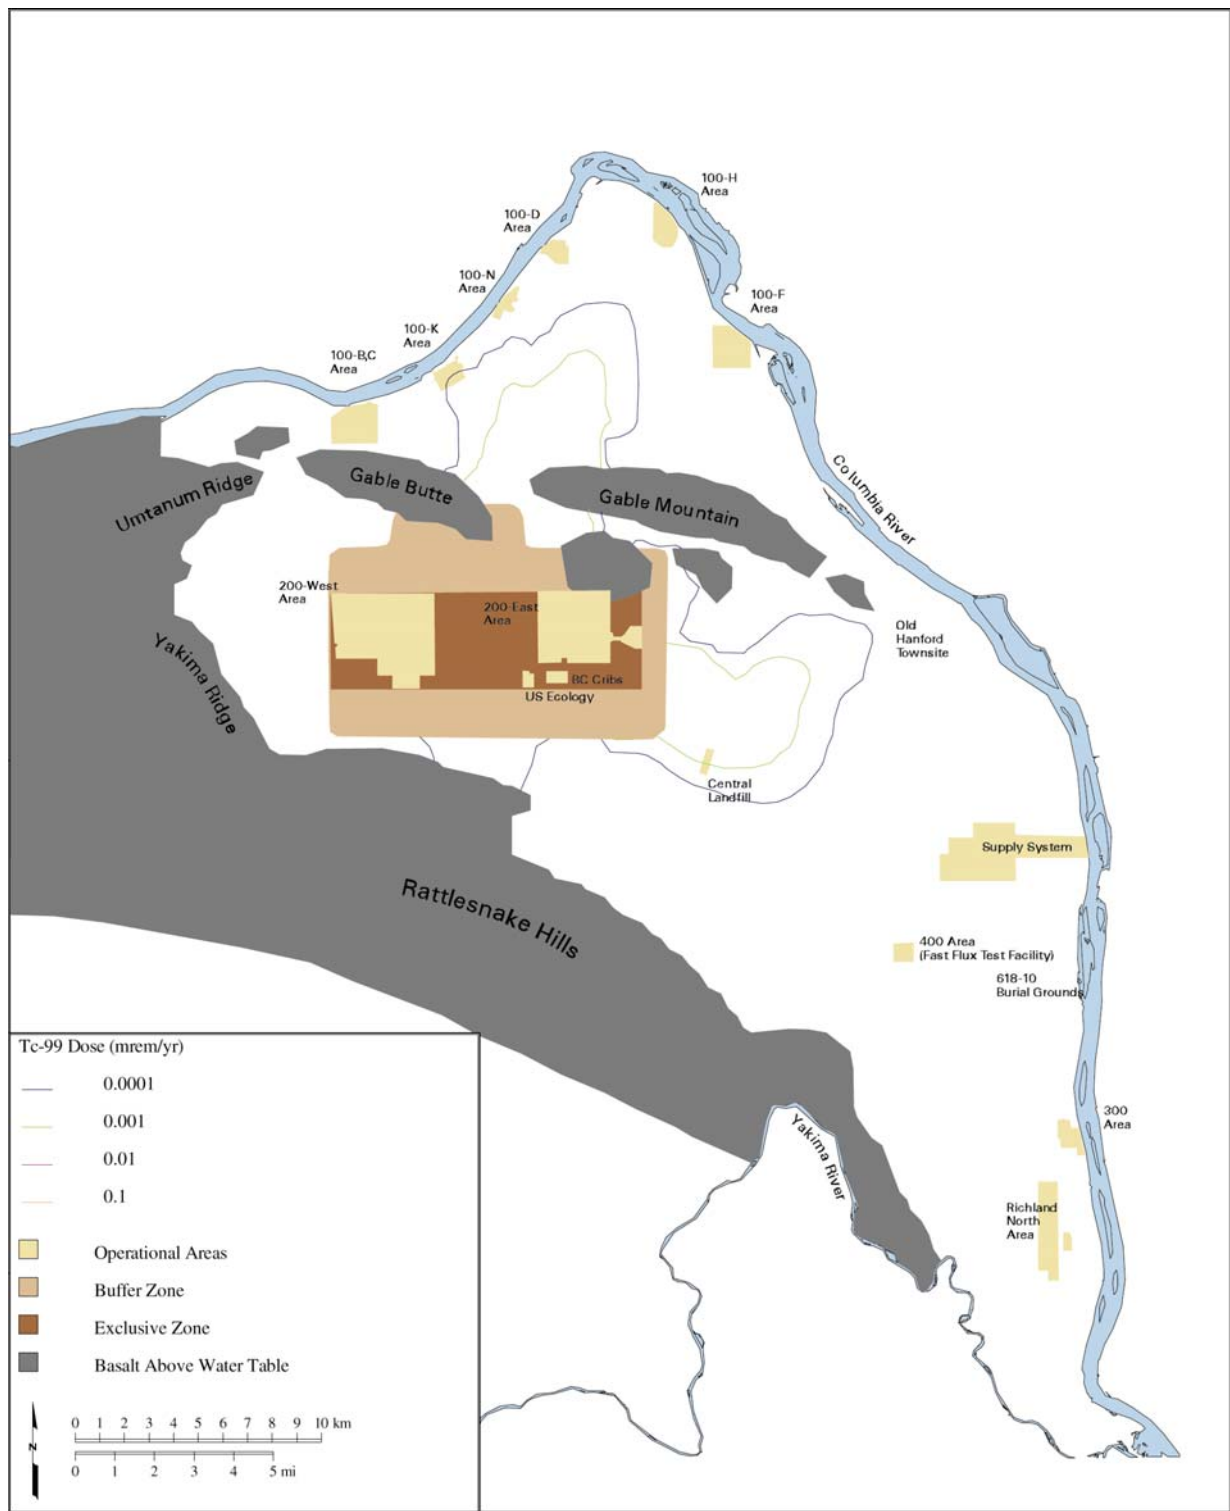 100-H
Area
100-D
Area
100-N
Area
100-F
Area
100-K
Area
100-B,C
Area
Columbia River
Umtanum Ridge
Gable Butte
Gable Mountain
200-West
Area
200-East
Area
Old
Hanford
Townsite
Yakima Ridge
BC Cribs
US Ecology
Central
Landfill
Supply System
Rattlesnake Hills
400 Area
(Fast Flux Test Facility)
618-10
Burial Grounds
300
Area
Yakima River
Richland
North
Area
Tc-99 Dose (mrem/yr)
0.0001
0.001
0.01
0.1
Operational Areas
Buffer Zone
Exclusive Zone
Basalt Above Water Table
N
0 1 2 3 4 5 6 7 8 9 10 km
0 1 2 3 4 5 mi